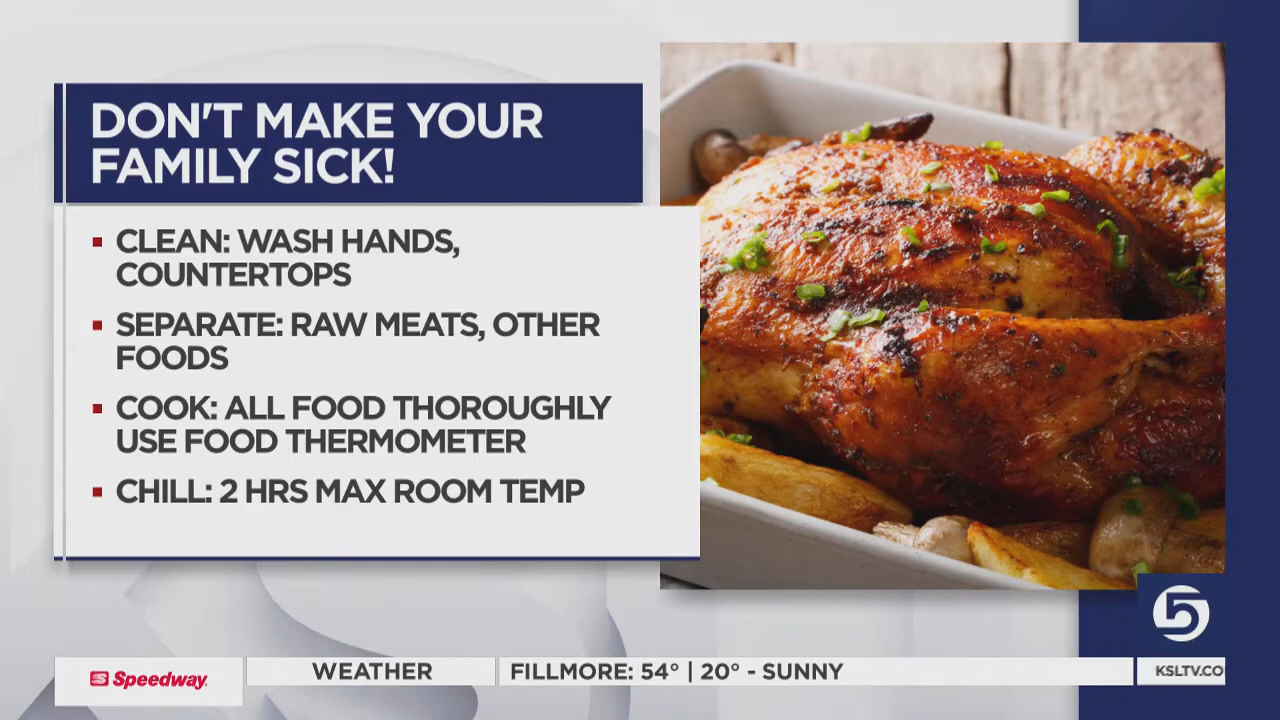 DON'T MAKE YOUR
FAMILY SICK!
CLEAN: WASH HANDS,
COUNTERTOPS
SEPARATE: RAW MEATS, OTHER
FOODS
COOK: ALL FOOD THOROUGHLY
USE FOOD THERMOMETER
CHILL: 2 HRS MAX ROOM TEMP
5
S Speedway
WEATHER
FILLMORE: 54° | 20° - SUNNY
KSLTV.CO